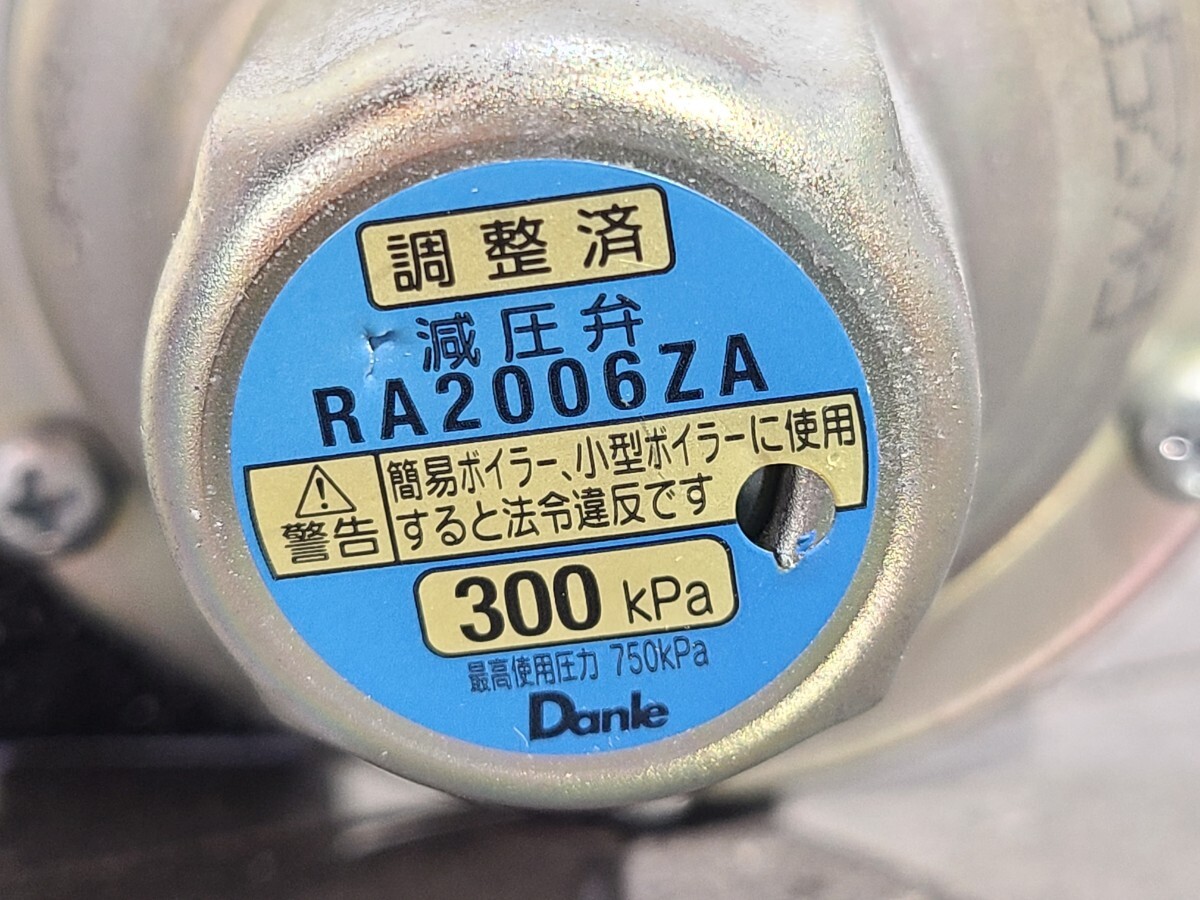 調整済
減圧弁
RA2006ZA
警告
簡易ボイラー、小型ボイラーに使用
すると法令違反です
300 kPa
最高使用圧力 750kPa
Danle